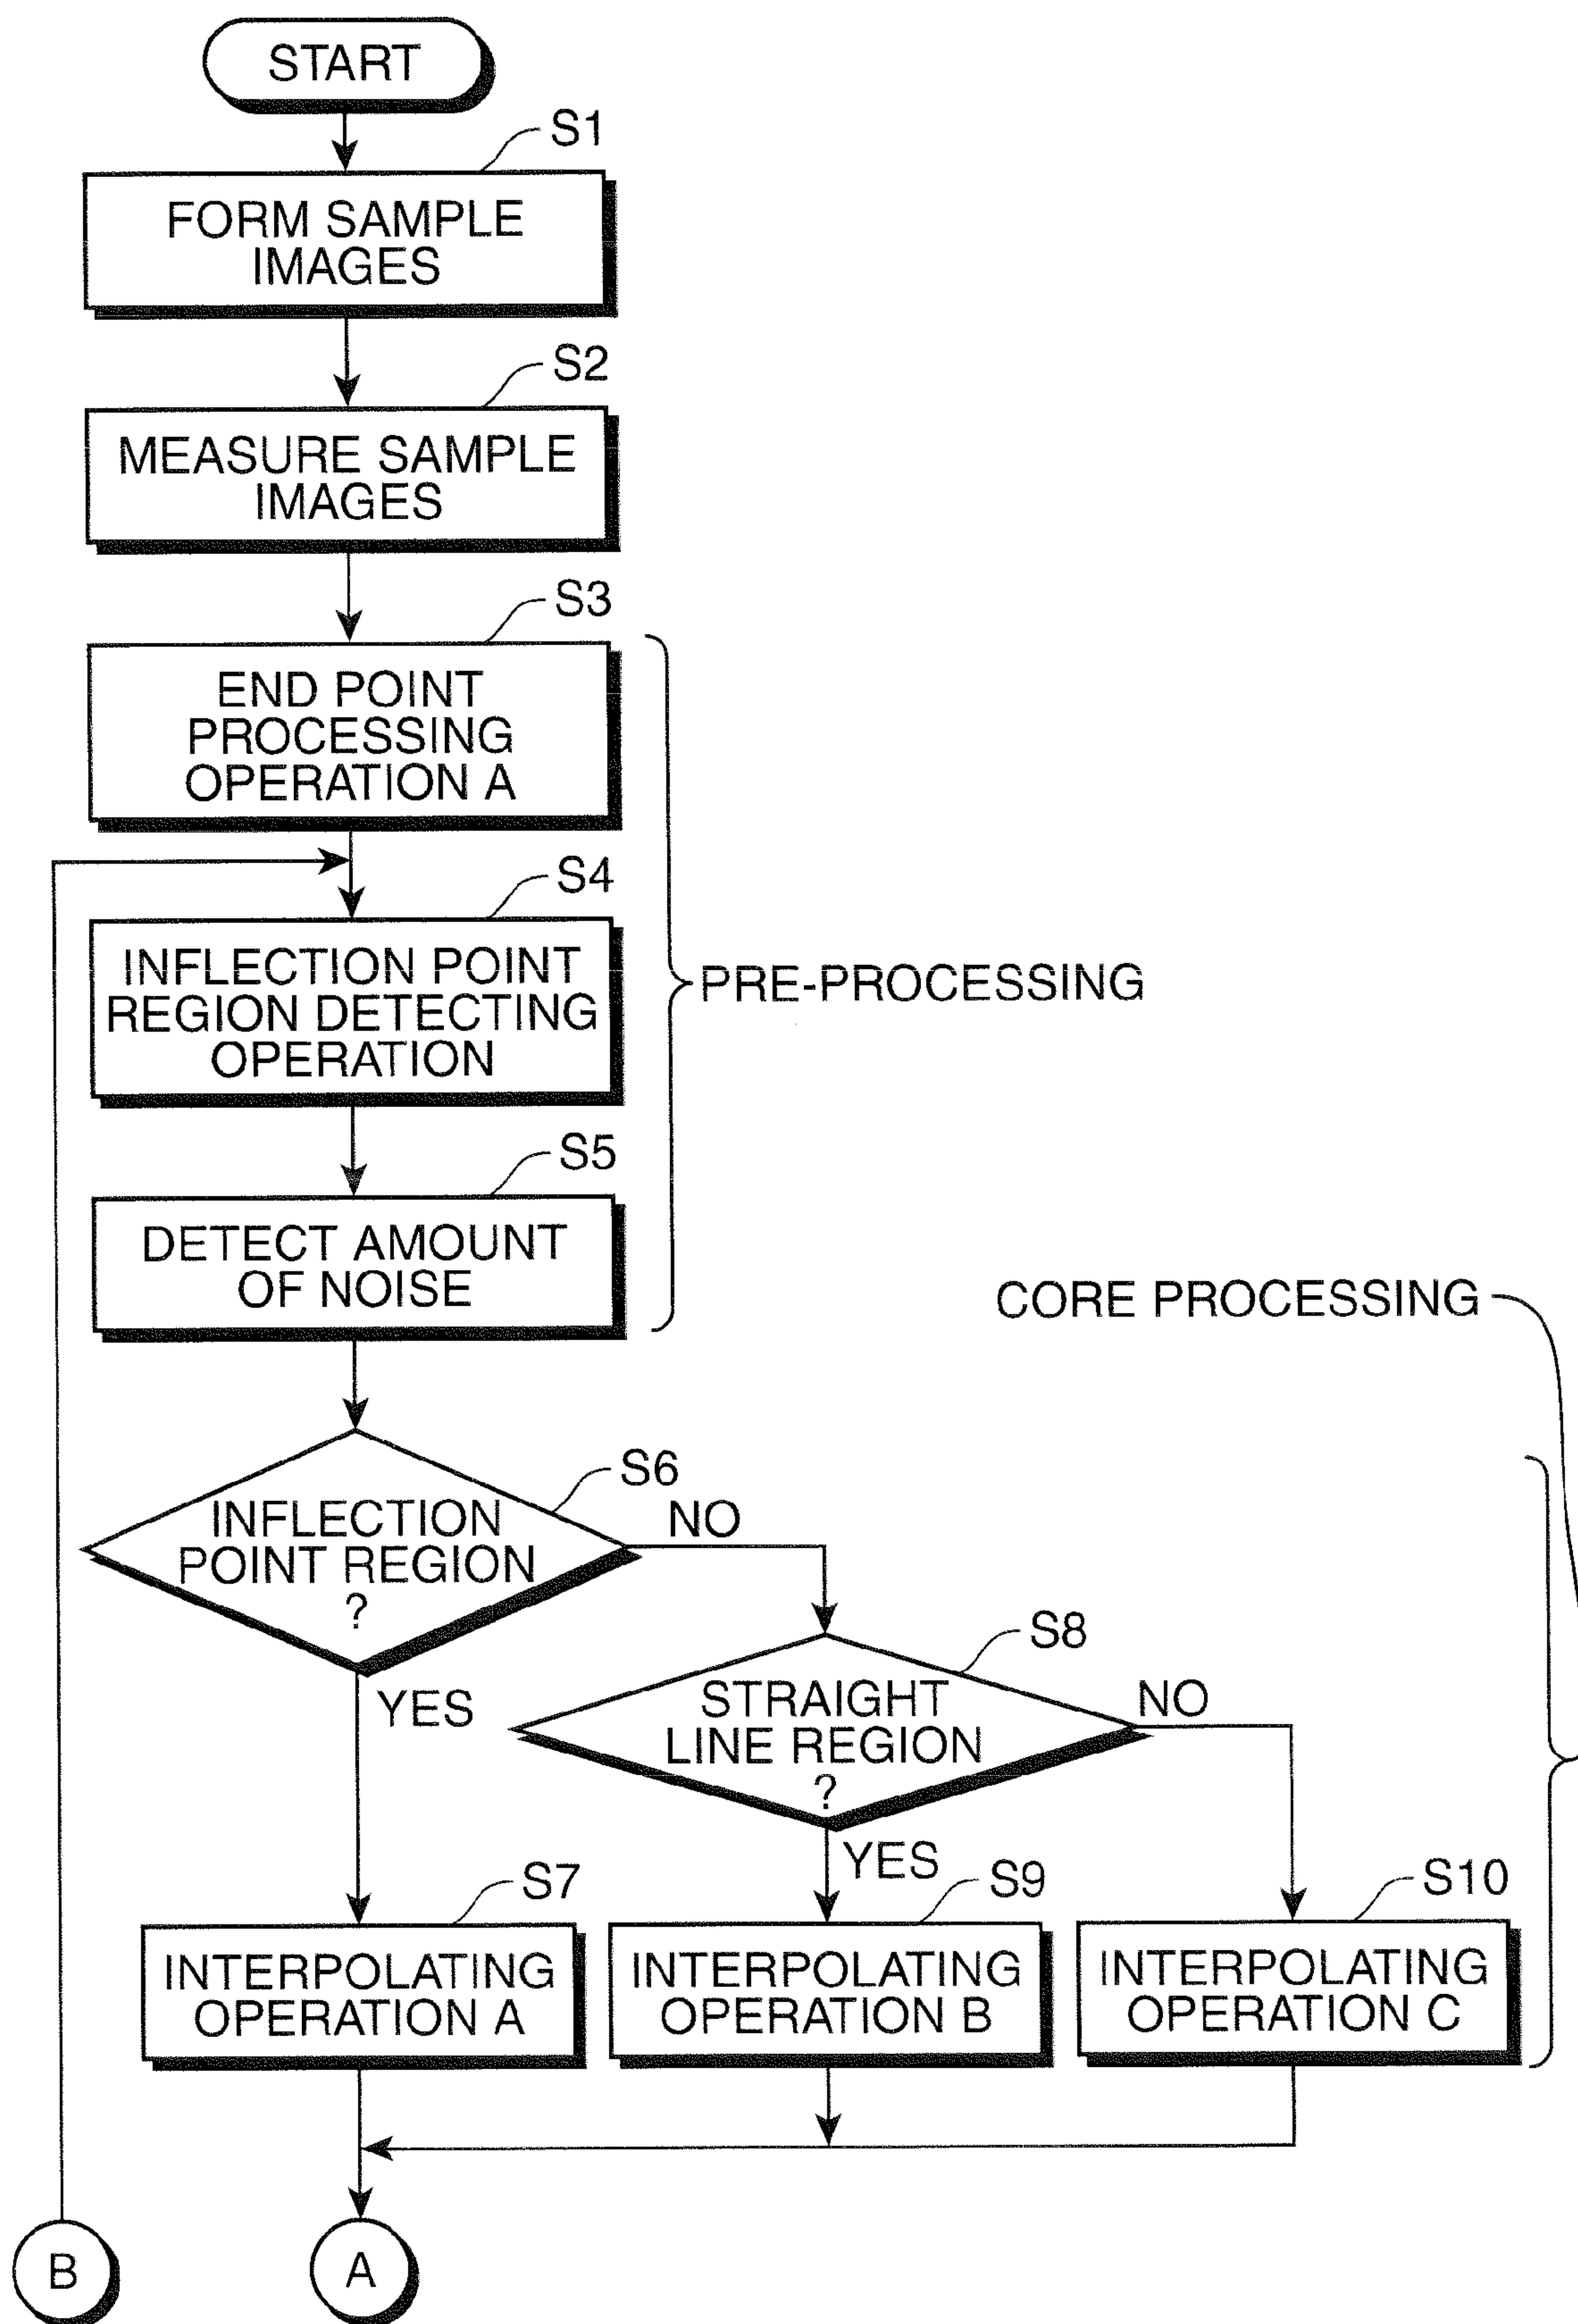 START
S1
FORM SAMPLE
IMAGES
S2
MEASURE SAMPLE
IMAGES
S3
END POINT
PROCESSING
OPERATION A
S4
INFLECTION POINT
REGION DETECTING
OPERATION
PRE-PROCESSING
S5
DETECT AMOUNT
OF NOISE
CORE PROCESSING
S6
INFLECTION
POINT REGION
?
NO
YES
S8
STRAIGHT
LINE REGION
?
NO
YES
S7
INTERPOLATING
OPERATION A
S9
INTERPOLATING
OPERATION B
S10
INTERPOLATING
OPERATION C
B
A